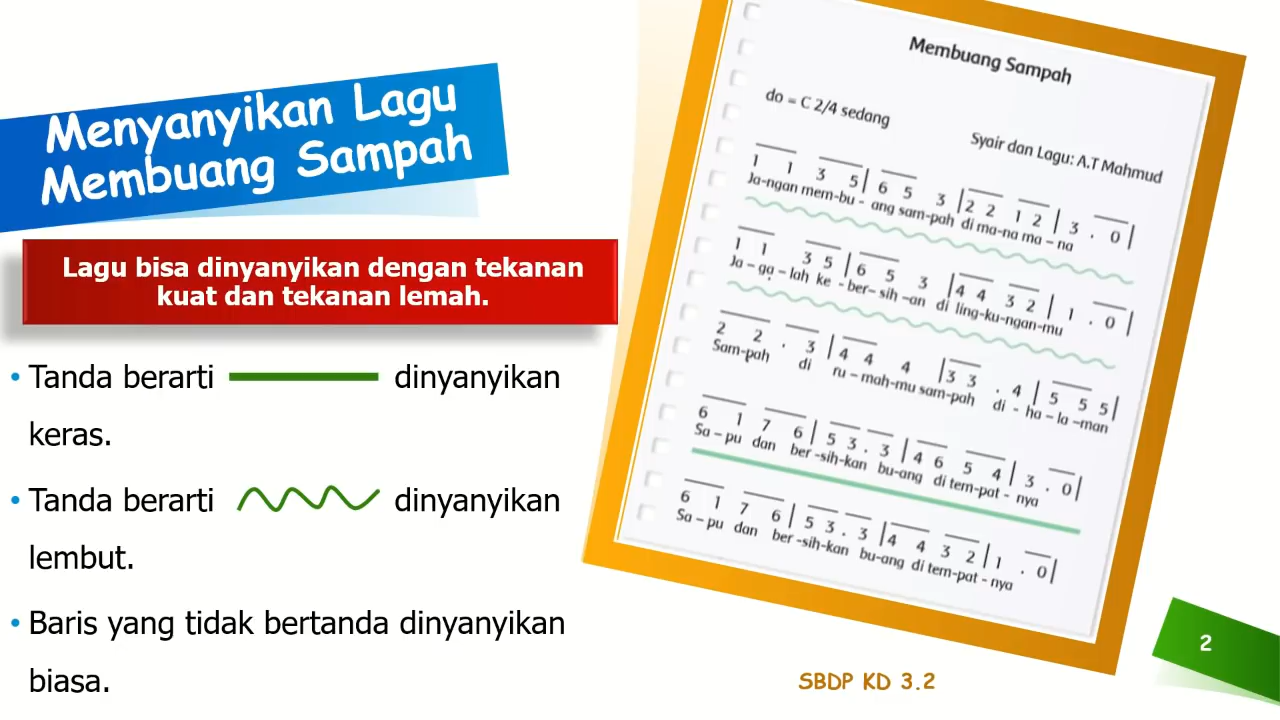 Menyanyikan Lagu
Membuang Sampah
Lagu bisa dinyanyikan dengan tekanan
kuat dan tekanan lemah.
• Tanda berarti dinyanyikan
keras.
• Tanda berarti dinyanyikan
lembut.
• Baris yang tidak bertanda dinyanyikan
biasa.
Membuang Sampah
do = C 2/4 sedang
Syair dan Lagu: A.T Mahmud
1 1 3 5 | 6 5 3 | 2 2 1 2 | 3 . 0 |
Ja-ngan mem-bu - ang sam-pah di ma-na ma – na
1 1 3 5 | 6 5 3 | 4 4 3 2 | 1 . 0 |
Ja – ga – lah ke - ber– sih –an di ling-ku-ngan-mu
2 2 . 3 | 4 4 4 | 3 3 . 4 | 5 5 5 |
Sam-pah di ru – mah-mu sam-pah di - ha – la –man
6 1 7 6 | 5 3 . 3 | 4 6 5 4 | 3 . 0 |
Sa – pu dan ber -sih-kan bu-ang di tem-pat - nya
6 1 7 6 | 5 3 . 3 | 4 4 3 2 | 1 . 0 |
Sa – pu dan ber -sih-kan bu-ang di tem-pat - nya
SBDP KD 3.2
2